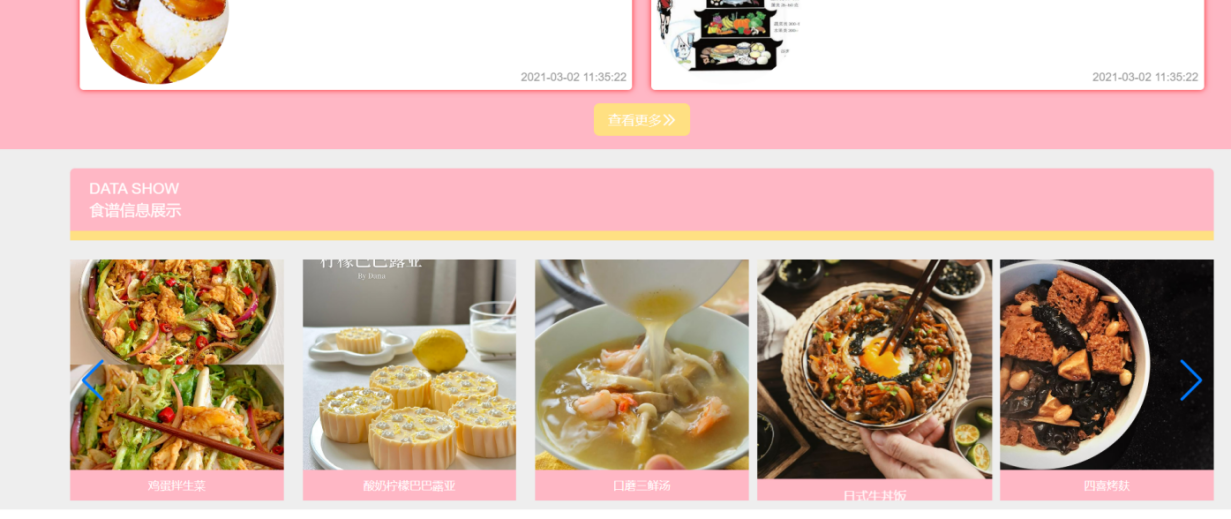 2021-03-02 11:35:22
2021-03-02 11:35:22
查看更多
DATA SHOW
食谱信息展示
柠檬巴巴露亚
By Dana
鸡蛋拌生菜
酸奶柠檬巴巴露亚
口蘑三鲜汤
日式牛丼饭
四喜烤麸